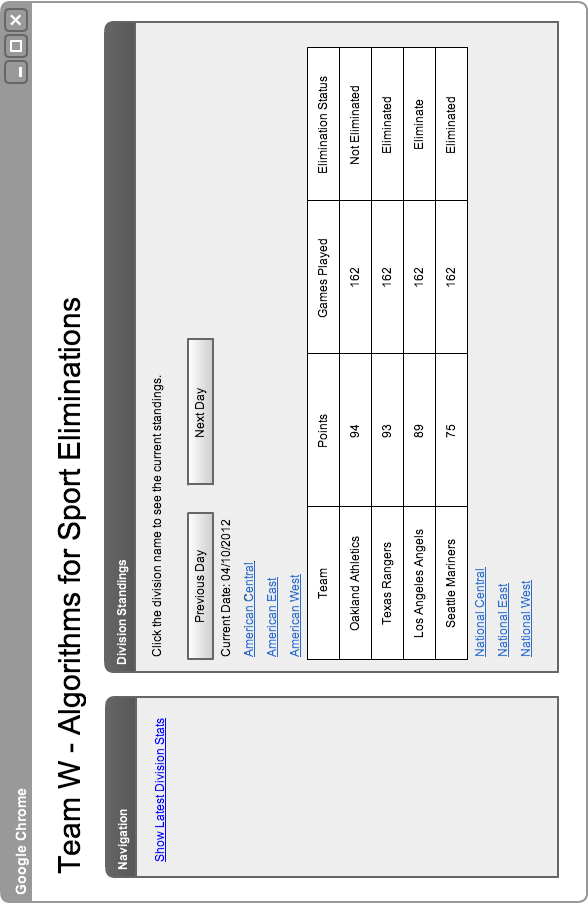 Google Chrome
Team W - Algorithms for Sport Eliminations
Navigation
Show Latest Division Stats
Division Standings
Click the division name to see the current standings.
Previous Day Next Day
Current Date: 04/10/2012
American Central
American East
American West
Team Points Games Played Elimination Status
Oakland Athletics 94 162 Not Eliminated
Texas Rangers 93 162 Eliminated
Los Angeles Angels 89 162 Eliminate
Seattle Mariners 75 162 Eliminated
National Central
National East
National West